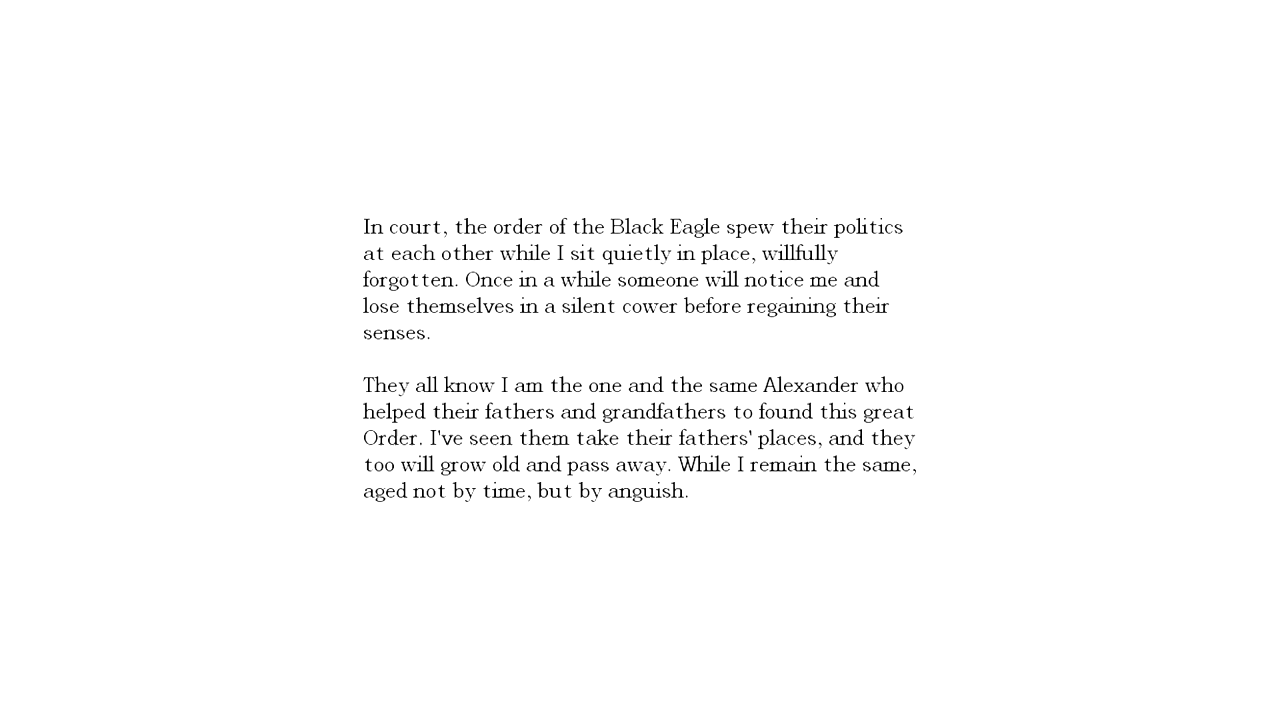 In court, the order of the Black Eagle spew their politics
at each other while I sit quietly in place, willfully
forgotten. Once in a while someone will notice me and
lose themselves in a silent cower before regaining their
senses.

They all know I am the one and the same Alexander who
helped their fathers and grandfathers to found this great
Order. I've seen them take their fathers' places, and they
too will grow old and pass away. While I remain the same,
aged not by time, but by anguish.